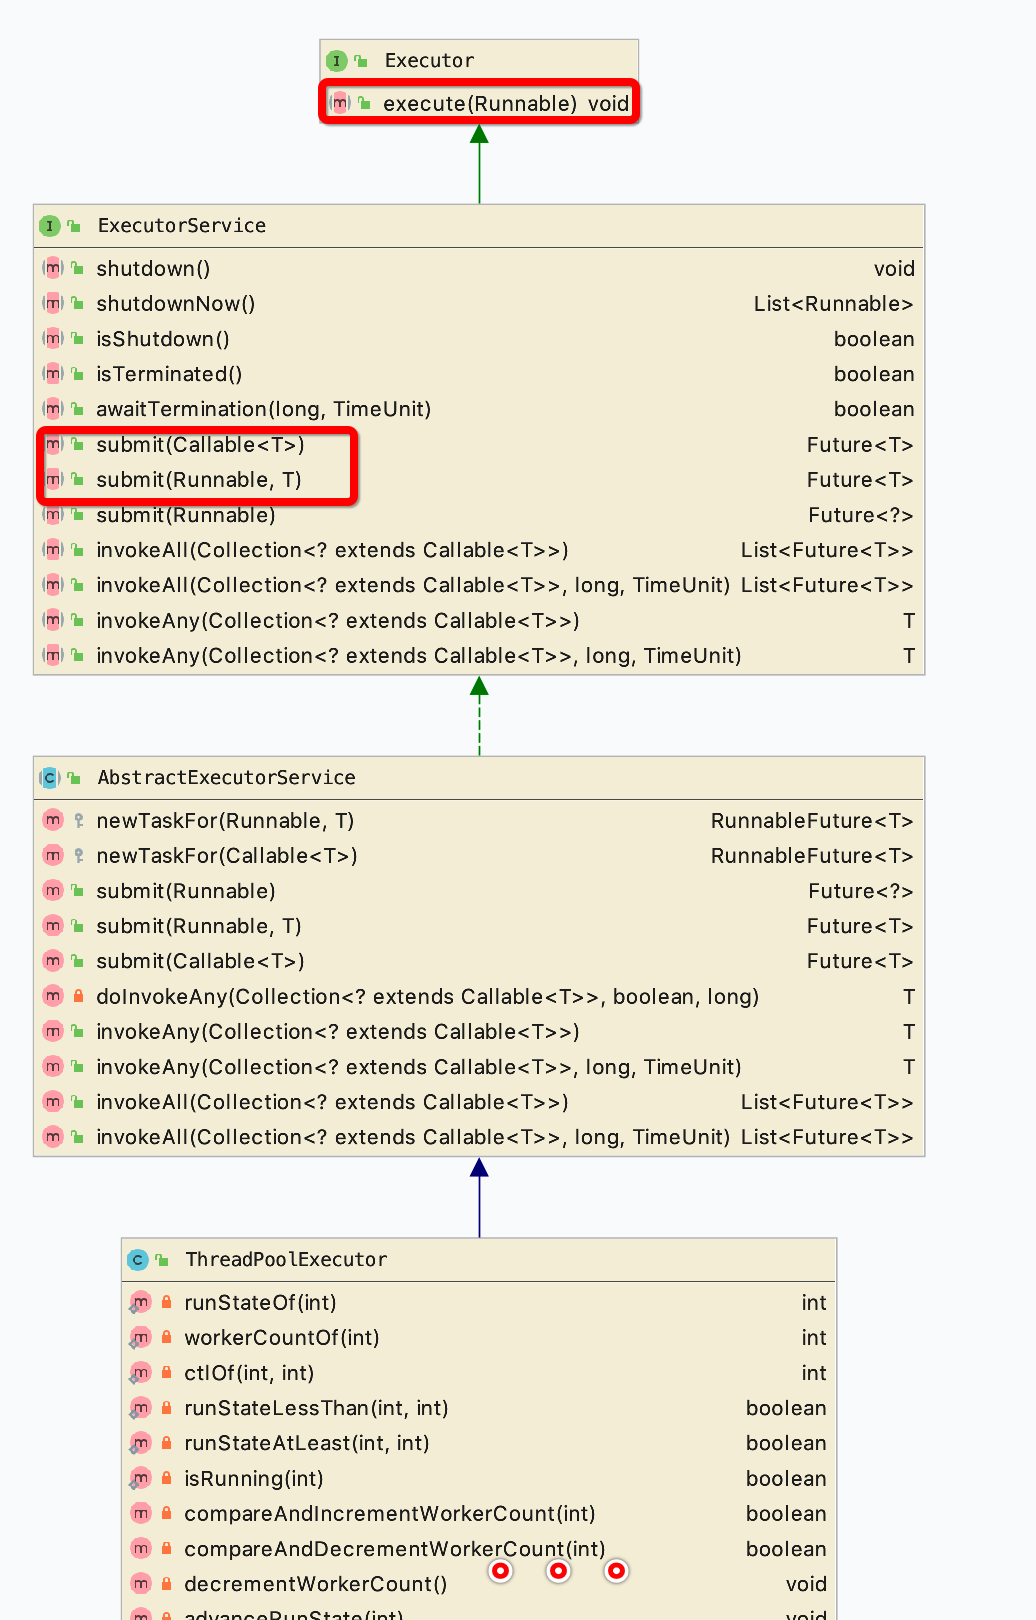 Executor
execute(Runnable) void
ExecutorService
shutdown() void
shutdownNow() List<Runnable>
isShutdown() boolean
isTerminated() boolean
awaitTermination(long, TimeUnit) boolean
submit(Callable<T>) Future<T>
submit(Runnable, T) Future<T>
submit(Runnable) Future<?>
invokeAll(Collection<? extends Callable<T>>) List<Future<T>>
invokeAll(Collection<? extends Callable<T>>, long, TimeUnit) List<Future<T>>
invokeAny(Collection<? extends Callable<T>>) T
invokeAny(Collection<? extends Callable<T>>, long, TimeUnit) T
AbstractExecutorService
newTaskFor(Runnable, T) RunnableFuture<T>
newTaskFor(Callable<T>) RunnableFuture<T>
submit(Runnable) Future<?>
submit(Runnable, T) Future<T>
submit(Callable<T>) Future<T>
doInvokeAny(Collection<? extends Callable<T>>, boolean, long) T
invokeAny(Collection<? extends Callable<T>>) T
invokeAny(Collection<? extends Callable<T>>, long, TimeUnit) T
invokeAll(Collection<? extends Callable<T>>) List<Future<T>>
invokeAll(Collection<? extends Callable<T>>, long, TimeUnit) List<Future<T>>
ThreadPoolExecutor
runStateOf(int) int
workerCountOf(int) int
ctlOf(int, int) int
runStateLessThan(int, int) boolean
runStateAtLeast(int, int) boolean
isRunning(int) boolean
compareAndIncrementWorkerCount(int) boolean
compareAndDecrementWorkerCount(int) boolean
decrementWorkerCount() void
advanceRunState(int) void